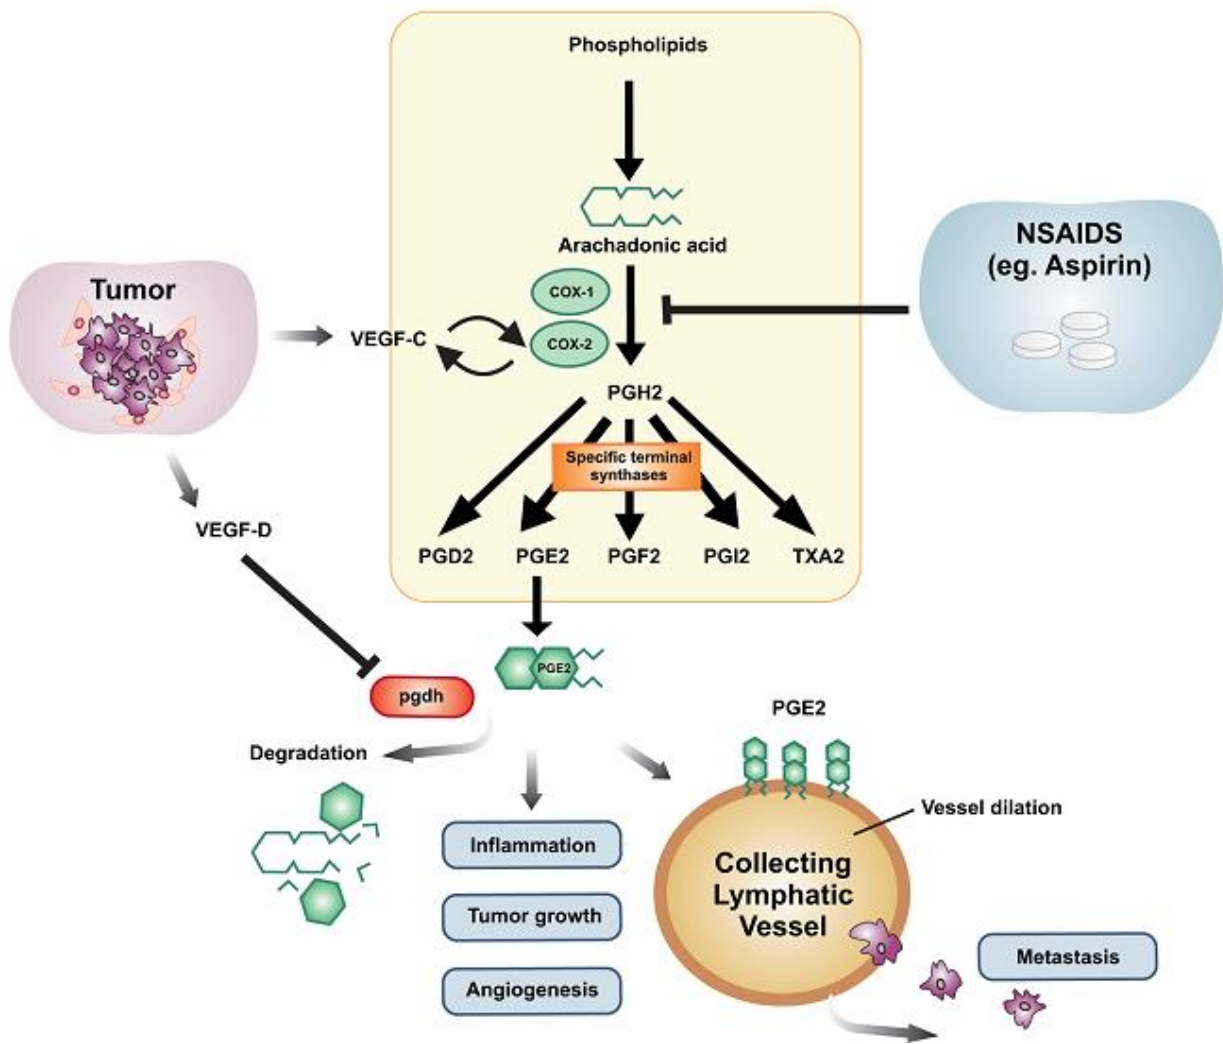 Phospholipids
Arachadonic acid
NSAIDS
(eg. Aspirin)
Tumor
COX-1
VEGF-C
COX-2
PGH2
Specific terminal
synthases
VEGF-D
PGD2
PGE2
PGF2
PGI2
TXA2
PGE2
pgdh
PGE2
Degradation
Vessel dilation
Inflammation
Collecting
Lymphatic
Vessel
Tumor growth
Metastasis
Angiogenesis